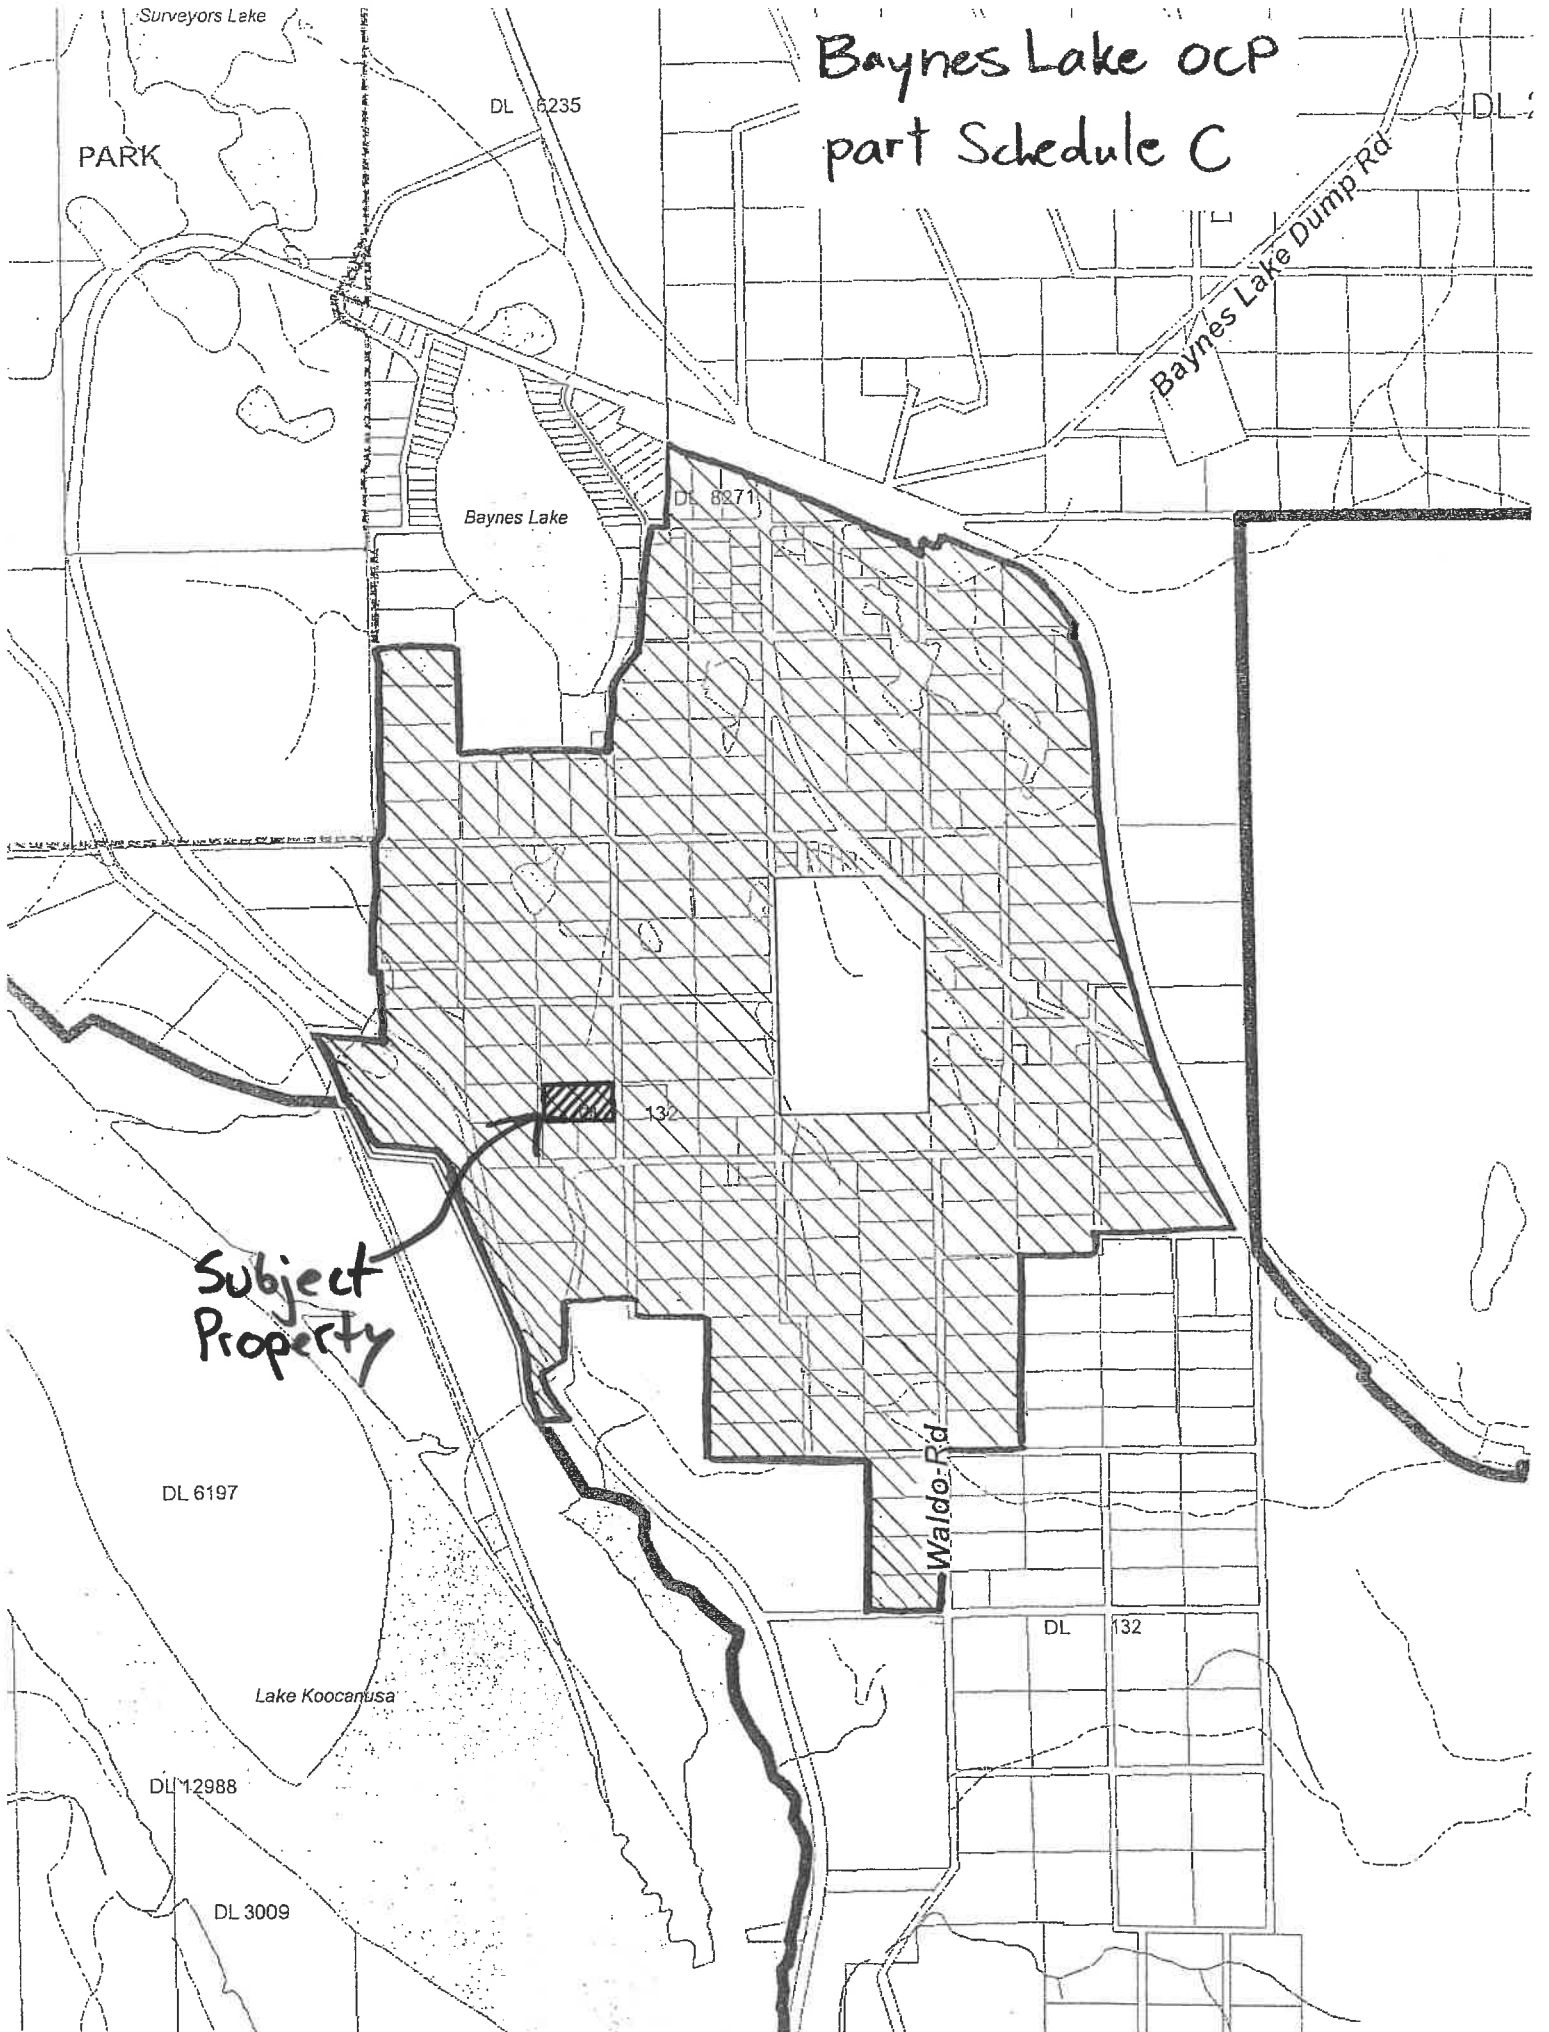 Surveyors Lake
Baynes Lake OCP
part Schedule C
DL 6235
DL
PARK
Baynes Lake Dump Rd
DL 8271
Baynes Lake
132
Subject
Property
Waldo Rd
DL 6197
DL 132
Lake Koocanusa
DL 12988
DL 3009